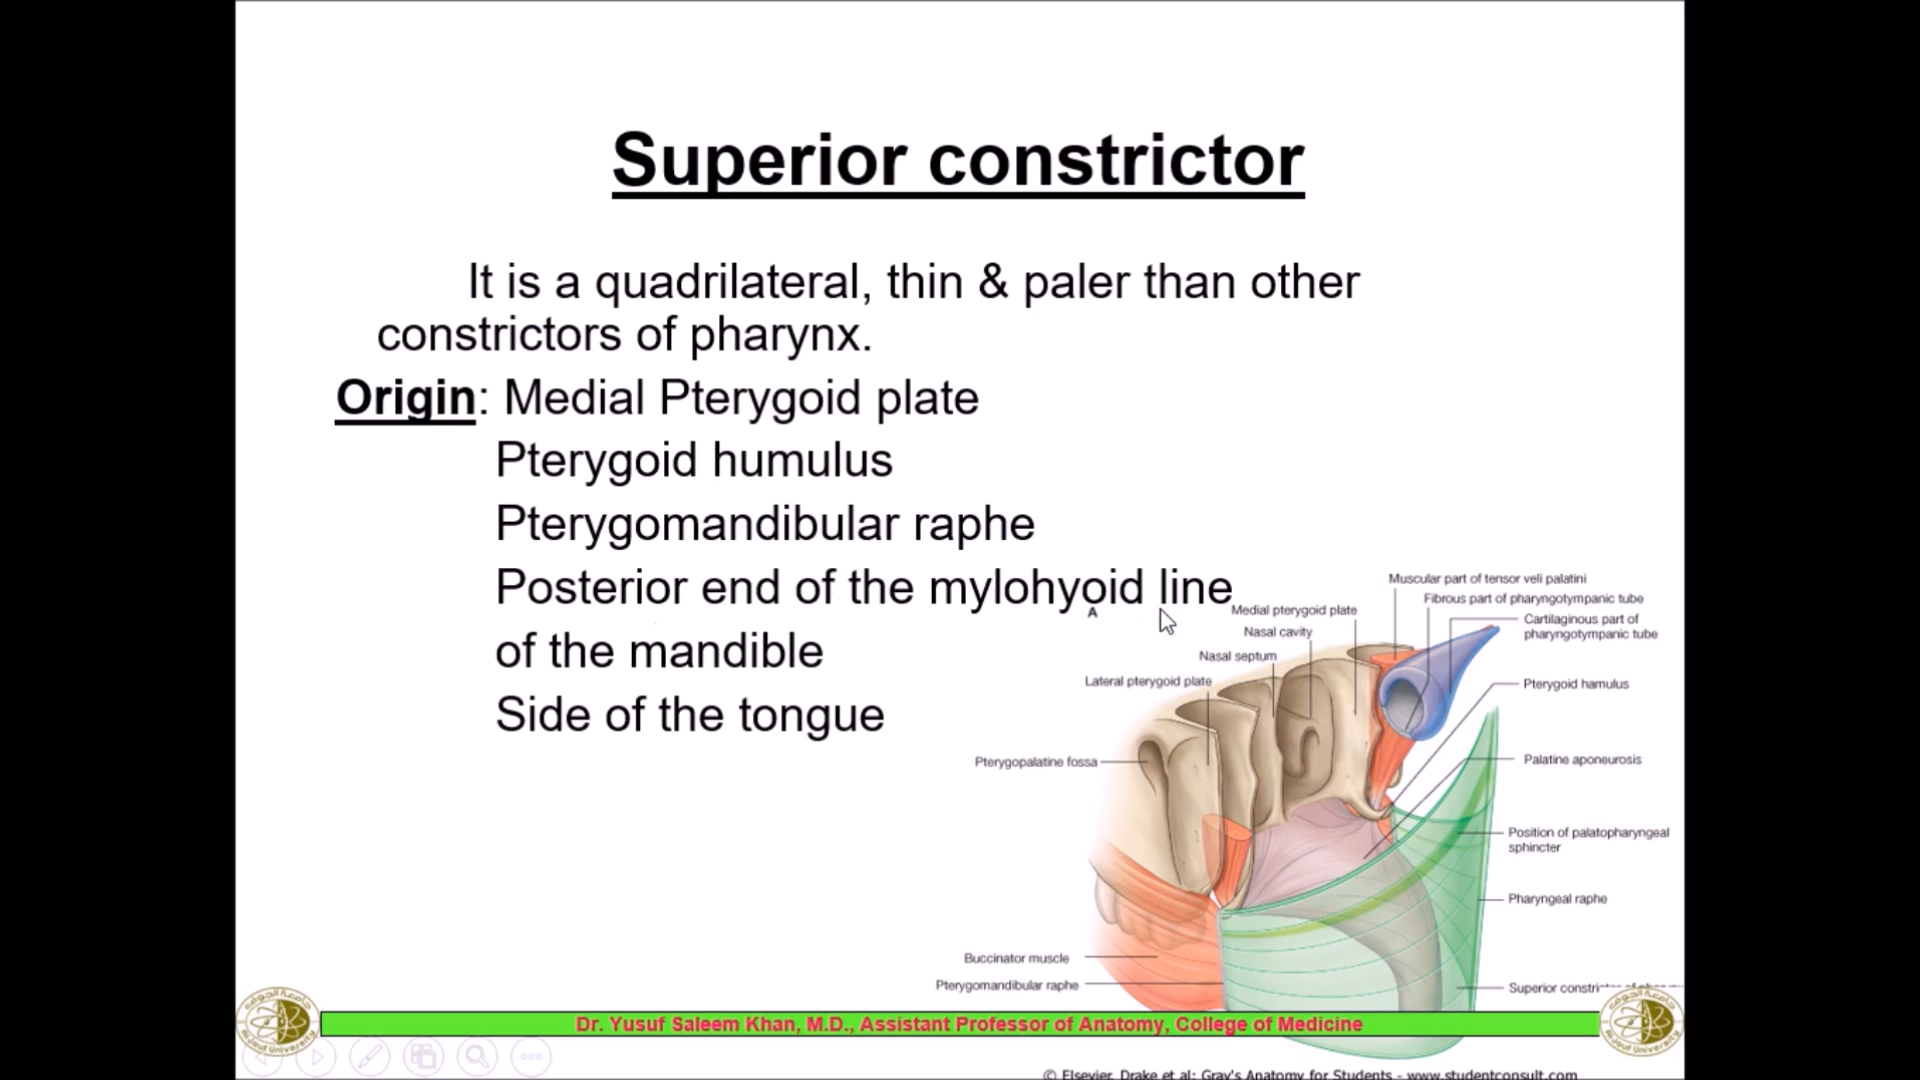 Superior constrictor
It is a quadrilateral, thin & paler than other
constrictors of pharynx.
Origin: Medial Pterygoid plate
Pterygoid humulus
Pterygomandibular raphe
Posterior end of the mylohyoid line
of the mandible
Side of the tongue
A
Muscular part of tensor veli palatini
Fibrous part of pharyngotympanic tube
Cartilaginous part of
pharyngotympanic tube
Medial pterygoid plate
Nasal cavity
Nasal septum
Lateral pterygoid plate
Pterygoid hamulus
Pterygopalatine fossa
Palatine aponeurosis
Position of palatopharyngeal
sphincter
Pharyngeal raphe
Buccinator muscle
Pterygomandibular raphe
Superior
Dr. Yusuf Saleem Khan, M.D., Assistant Professor of Anatomy, College of Medicine
© Elsevier. Drake et al: Gray's Anatomy for Students - www.studentconsult.com